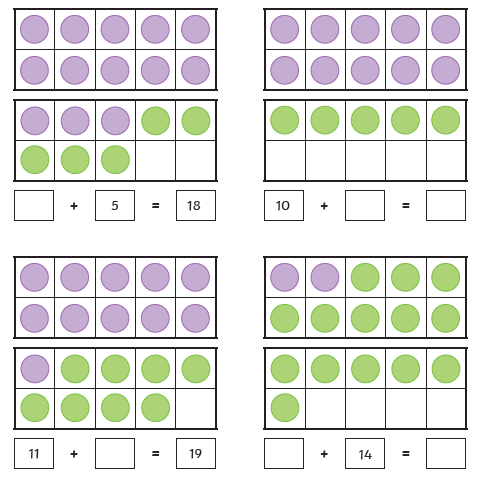 + 5 = 18
10 + =
11 + = 19
+ 14 =